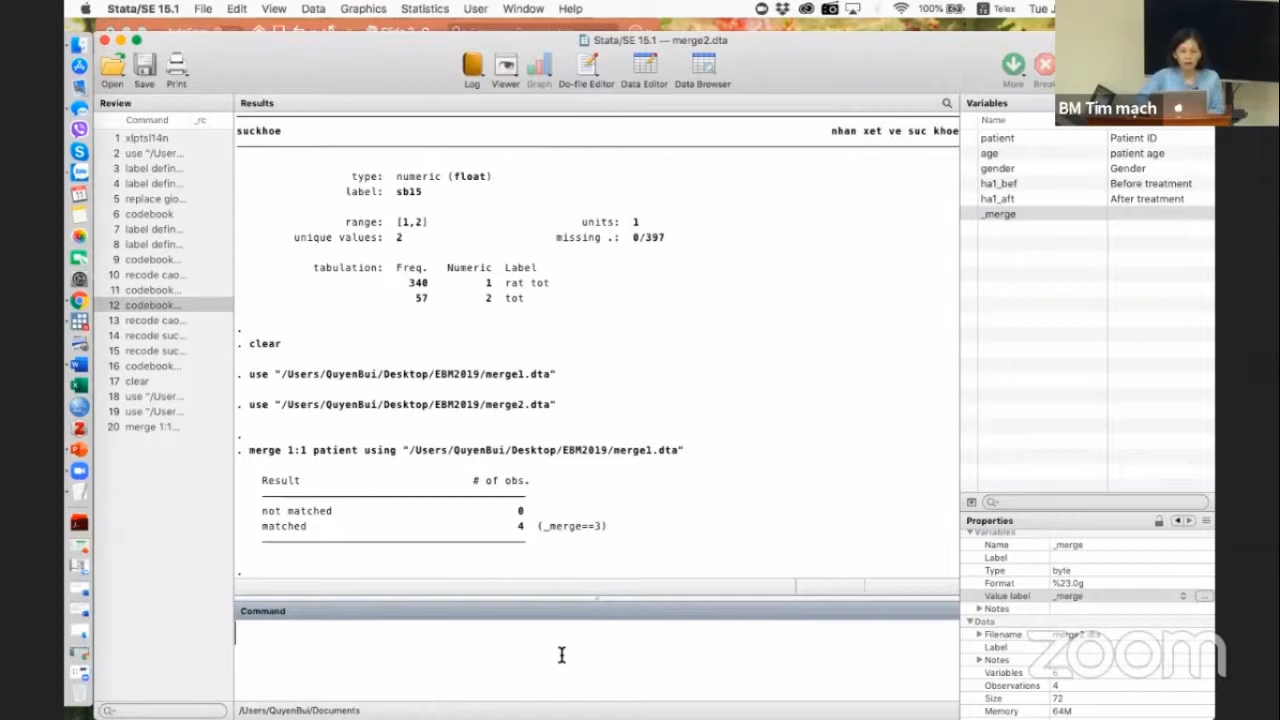 Stata/SE 15.1 File Edit View Data Graphics Statistics User Window Help 100% Telex Tue
Stata/SE 15.1 — merge2.dta
Open Save Print Log Viewer Graph Do-file Editor Data Editor Data Browser More Break
BM Tim mạch
Review
Command _rc
1 xlptsl14n
2 use "/User...
3 label defin...
4 label defin...
5 replace gio...
6 codebook
7 label defin...
8 label defin...
9 codebook...
10 recode cao...
11 codebook...
12 codebook...
13 recode cao...
14 recode suc...
15 recode suc...
16 codebook...
17 clear
18 use "/User...
19 use "/User...
20 merge 1:1...
Results
suckhoe nhan xet ve suc khoe
type: numeric (float)
label: sb15
range: [1,2] units: 1
unique values: 2 missing .: 0/397
tabulation: Freq. Numeric Label
340 1 rat tot
57 2 tot
.
. clear
. use "/Users/QuyenBui/Desktop/EBM2019/merge1.dta"
. use "/Users/QuyenBui/Desktop/EBM2019/merge2.dta"
.
. merge 1:1 patient using "/Users/QuyenBui/Desktop/EBM2019/merge1.dta"
Result # of obs.
not matched 0
matched 4 (_merge==3)
.
Command
/Users/QuyenBui/Documents
Variables
Name
patient Patient ID
age patient age
gender Gender
ha1_bef Before treatment
ha1_aft After treatment
_merge
Properties
Variables
Name _merge
Label
Type byte
Format %23.0g
Value label _merge
Notes
Data
Filename merge2.dta
Label
Notes
Variables 6
Observations 4
Size 72
Memory 64M
zoom